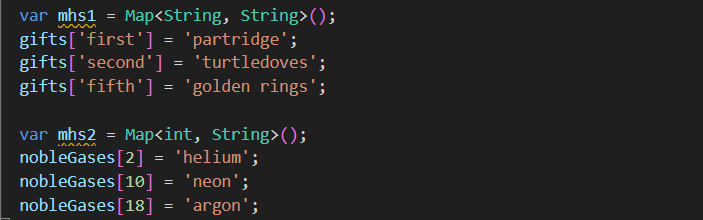 var mhs1 = Map<String, String>();
gifts['first'] = 'partridge';
gifts['second'] = 'turtledoves';
gifts['fifth'] = 'golden rings';
var mhs2 = Map<int, String>();
nobleGases[2] = 'helium';
nobleGases[10] = 'neon';
nobleGases[18] = 'argon';